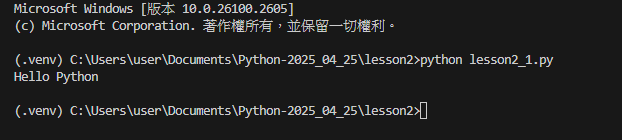 Microsoft Windows [版本 10.0.26100.2605]
(c) Microsoft Corporation. 著作權所有，並保留一切權利。
(.venv) C:\Users\user\Documents\Python-2025_04_25\lesson2>python lesson2_1.py
Hello Python
(.venv) C:\Users\user\Documents\Python-2025_04_25\lesson2>